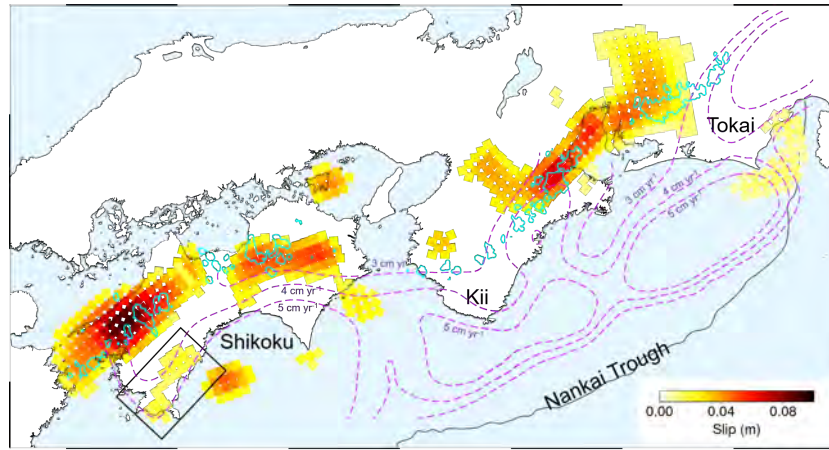 Tokai
3 cm yr-1
4 cm yr-1
5 cm yr-1
3 cm yr
Kii
4 cm yr-1
5 cm yr-1
5 cm yr-1
Shikoku
Nankai Trough
0.00 0.04 0.08
Slip (m)